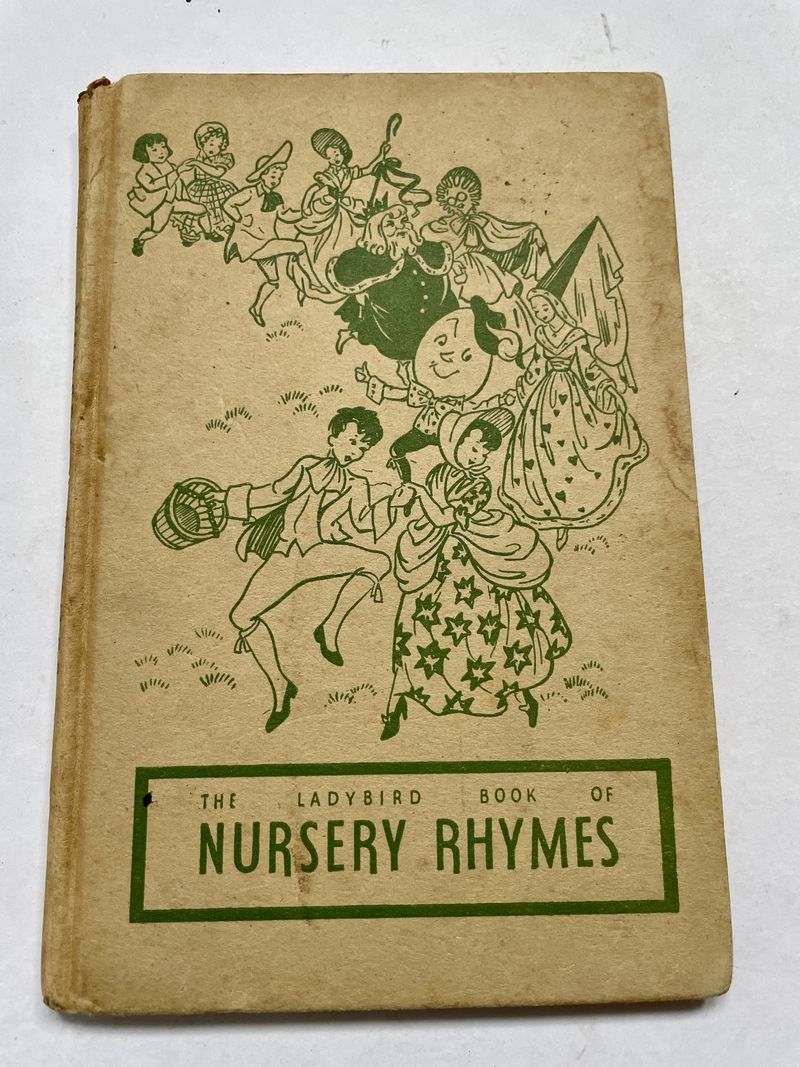 THE LADYBIRD BOOK OF
NURSERY RHYMES